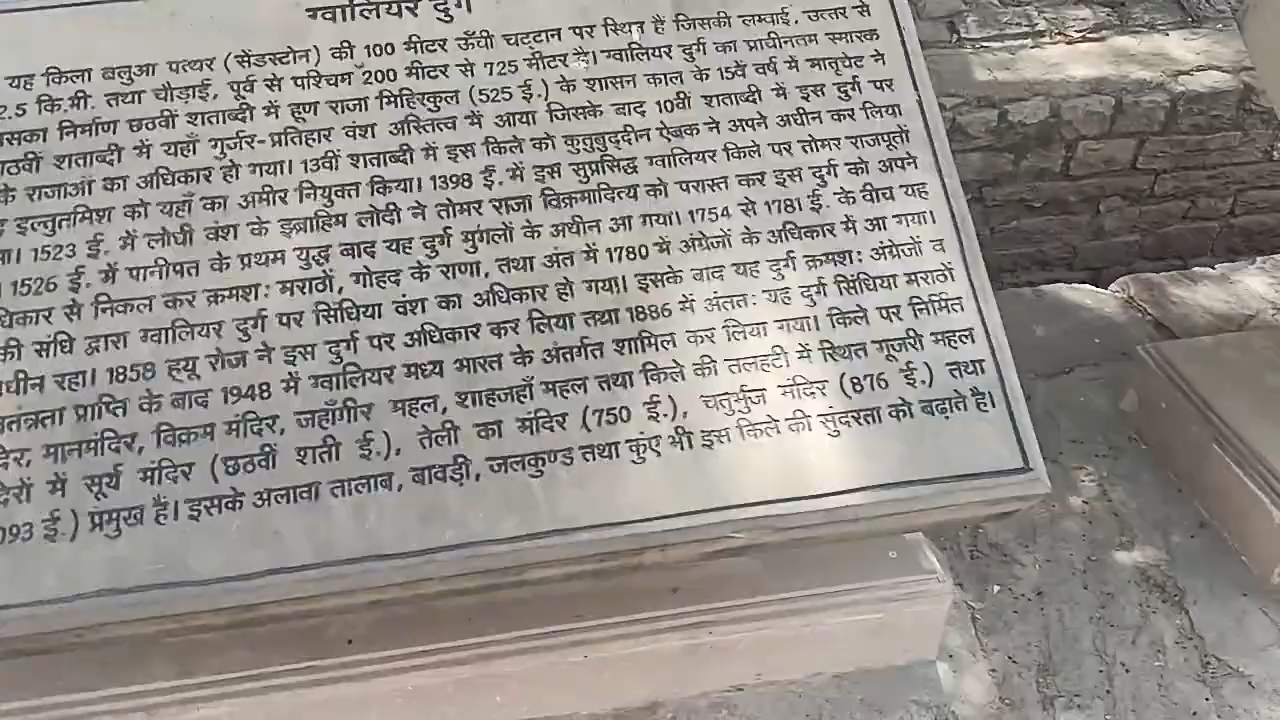 ग्वालियर दुर्ग
यह किला बलुआ पत्थर (सेंडस्टोन) की 100 मीटर ऊँची चट्टान पर स्थित है जिसकी लम्बाई, उत्तर से
2.5 कि.मी. तथा चौड़ाई, पूर्व से पश्चिम 200 मीटर से 725 मीटर है। ग्वालियर दुर्ग का प्राचीनतम स्मारक
निर्माण छठवीं शताब्दी में हूण राजा मिहिरकुल (525 ई.) के शासन काल के 15वें वर्ष में मातृचेट ने
शताब्दी में यहाँ गुर्जर-प्रतिहार वंश अस्तित्व में आया जिसके बाद 10वीं शताब्दी में इस दुर्ग पर
के राजाओं का अधिकार हो गया। 13वीं शताब्दी में इस किले को कुतुबुद्दीन ऐबक ने अपने अधीन कर लिया
इल्तुतमिश को यहाँ का अमीर नियुक्त किया। 1398 ई. में इस सुप्रसिद्ध ग्वालियर किले पर तोमर राजपूतों
1523 ई. में लोधी वंश के इब्राहिम लोदी ने तोमर राजा विक्रमादित्य को परास्त कर इस दुर्ग को अपने
1526 ई. में पानीपत के प्रथम युद्ध बाद यह दुर्ग मुगलों के अधीन आ गया। 1754 से 1781 ई. के बीच यह
से निकल कर क्रमश: मराठों, गोहद के राणा, तथा अंत में 1780 में अंग्रेजों के अधिकार में आ गया।
की संधि द्वारा ग्वालियर दुर्ग पर सिंधिया वंश का अधिकार हो गया। इसके बाद यह दुर्ग क्रमश: अंग्रेजों व
रहा। 1858 ह्यू रोज ने इस दुर्ग पर अधिकार कर लिया तथा 1886 में अंतत: यह दुर्ग सिंधिया मराठों
प्राप्ति के बाद 1948 में ग्वालियर मध्य भारत के अंतर्गत शामिल कर लिया गया। किले पर निर्मित
मानमंदिर, विक्रम मंदिर, जहाँगीर महल, शाहजहाँ महल तथा किले की तलहटी में स्थित गूजरी महल
में सूर्य मंदिर (छठवीं शती ई.), तेली का मंदिर (750 ई.), चतुर्भुज मंदिर (876 ई.) तथा
093 ई.) प्रमुख हैं। इसके अलावा तालाब, बावड़ी, जलकुण्ड तथा कुंए भी इस किले की सुंदरता को बढ़ाते है।